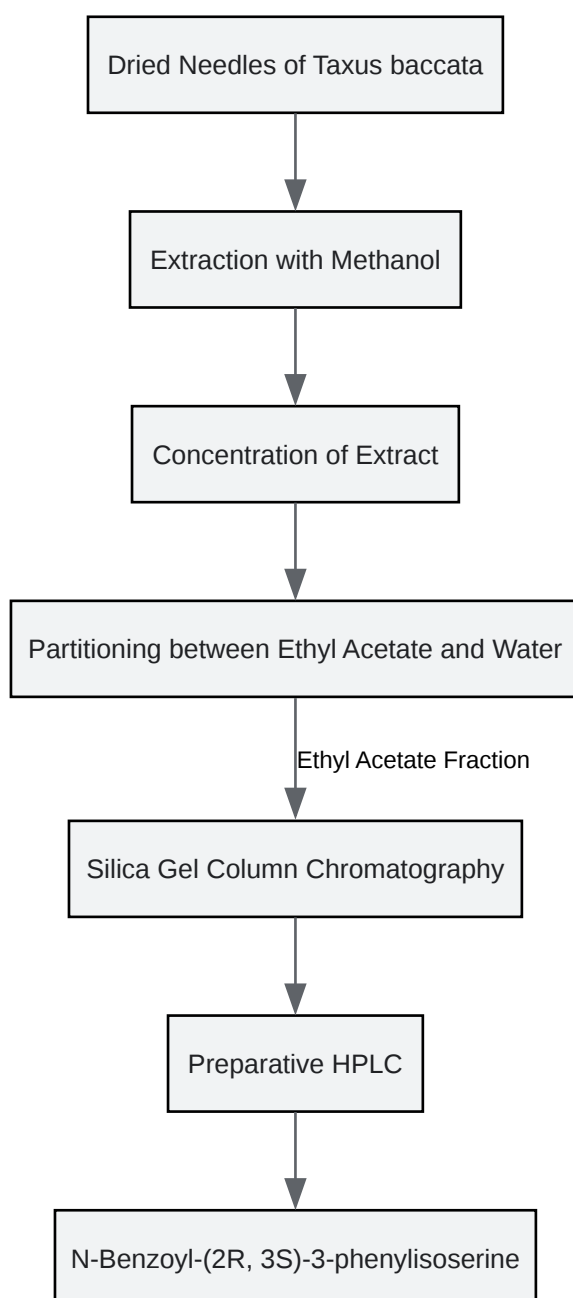 Dried Needles of Taxus baccata
Extraction with Methanol
Concentration of Extract
Partitioning between Ethyl Acetate and Water
Ethyl Acetate Fraction
Silica Gel Column Chromatography
Preparative HPLC
N-Benzoyl-(2R, 3S)-3-phenylisoserine